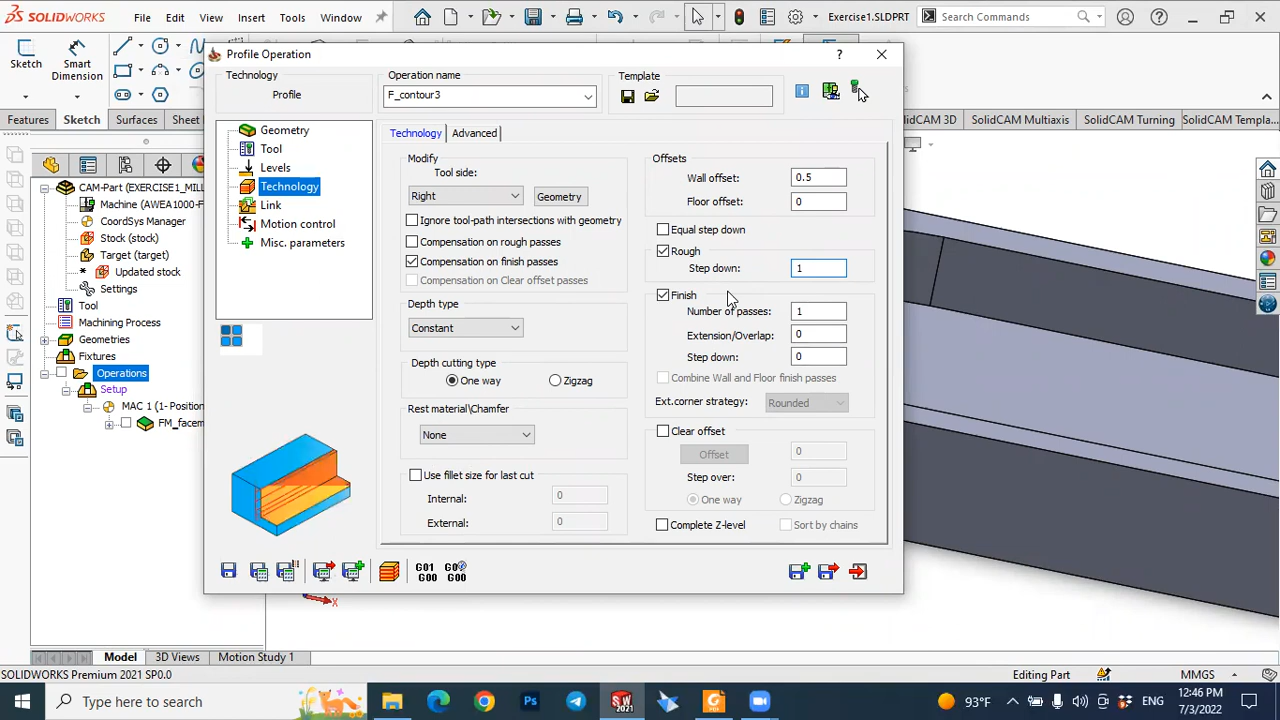 SOLIDWORKS
File
Edit
View
Insert
Tools
Window
Exercise1.SLDPRT
Search Commands
Sketch
Smart
Dimension
Features
Sketch
Surfaces
Sheet
lidCAM 3D
SolidCAM Multiaxis
SolidCAM Turning
SolidCAM Templa...
Profile Operation
?
Technology
Profile
Operation name
F_contour3
Template
Geometry
Tool
Levels
Technology
Link
Motion control
Misc. parameters
Technology
Advanced
Modify
Tool side:
Right
Geometry
Ignore tool-path intersections with geometry
Compensation on rough passes
Compensation on finish passes
Compensation on Clear offset passes
Depth type
Constant
Depth cutting type
One way
Zigzag
Rest material\Chamfer
None
Use fillet size for last cut
Internal: 0
External: 0
Offsets
Wall offset: 0.5
Floor offset: 0
Equal step down
Rough
Step down: 1
Finish
Number of passes: 1
Extension/Overlap: 0
Step down: 0
Combine Wall and Floor finish passes
Ext.corner strategy: Rounded
Clear offset
Offset 0
Step over: 0
One way
Zigzag
Complete Z-level
Sort by chains
G01
G00
G0
G00
CAM-Part (EXERCISE1_MILL
Machine (AWEA1000-F
CoordSys Manager
Stock (stock)
Target (target)
* Updated stock
Settings
Tool
Machining Process
Geometries
Fixtures
Operations
Setup
MAC 1 (1- Position
FM_facem
X
Model
3D Views
Motion Study 1
SOLIDWORKS Premium 2021 SP0.0
Editing Part
MMGS
Type here to search
Ps
SW
2021
93°F
ENG
12:46 PM
7/3/2022